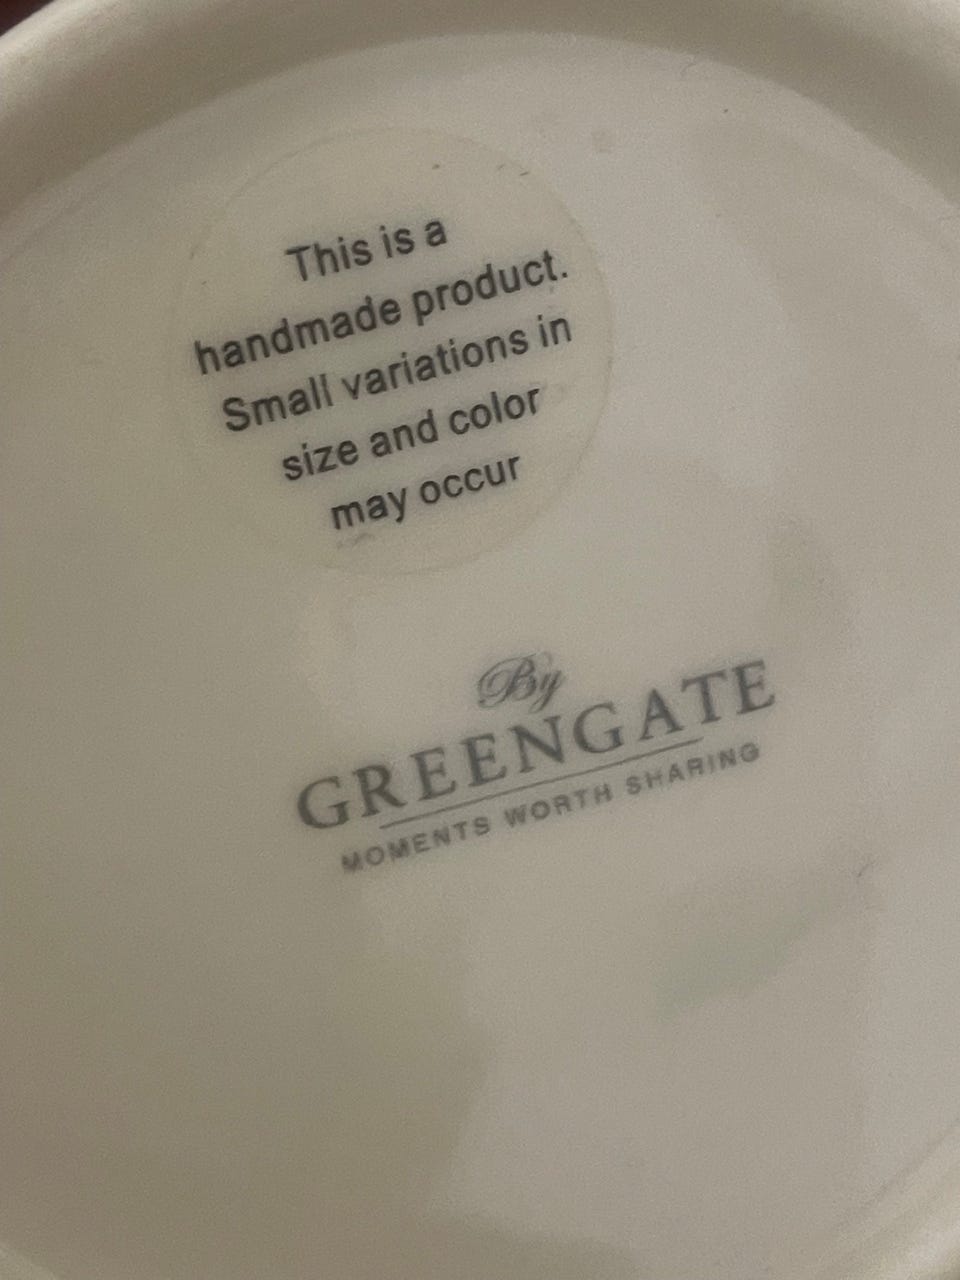 This is a
handmade product.
Small variations in
size and color
may occur
By
GREENGATE
MOMENTS WORTH SHARING